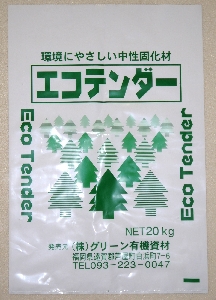 環境にやさしい中性固化材
エコテンダー
Eco Tender
Eco Tender
NET20kg
発売元 (株)グリーン有機資材
TEL093-223-0047